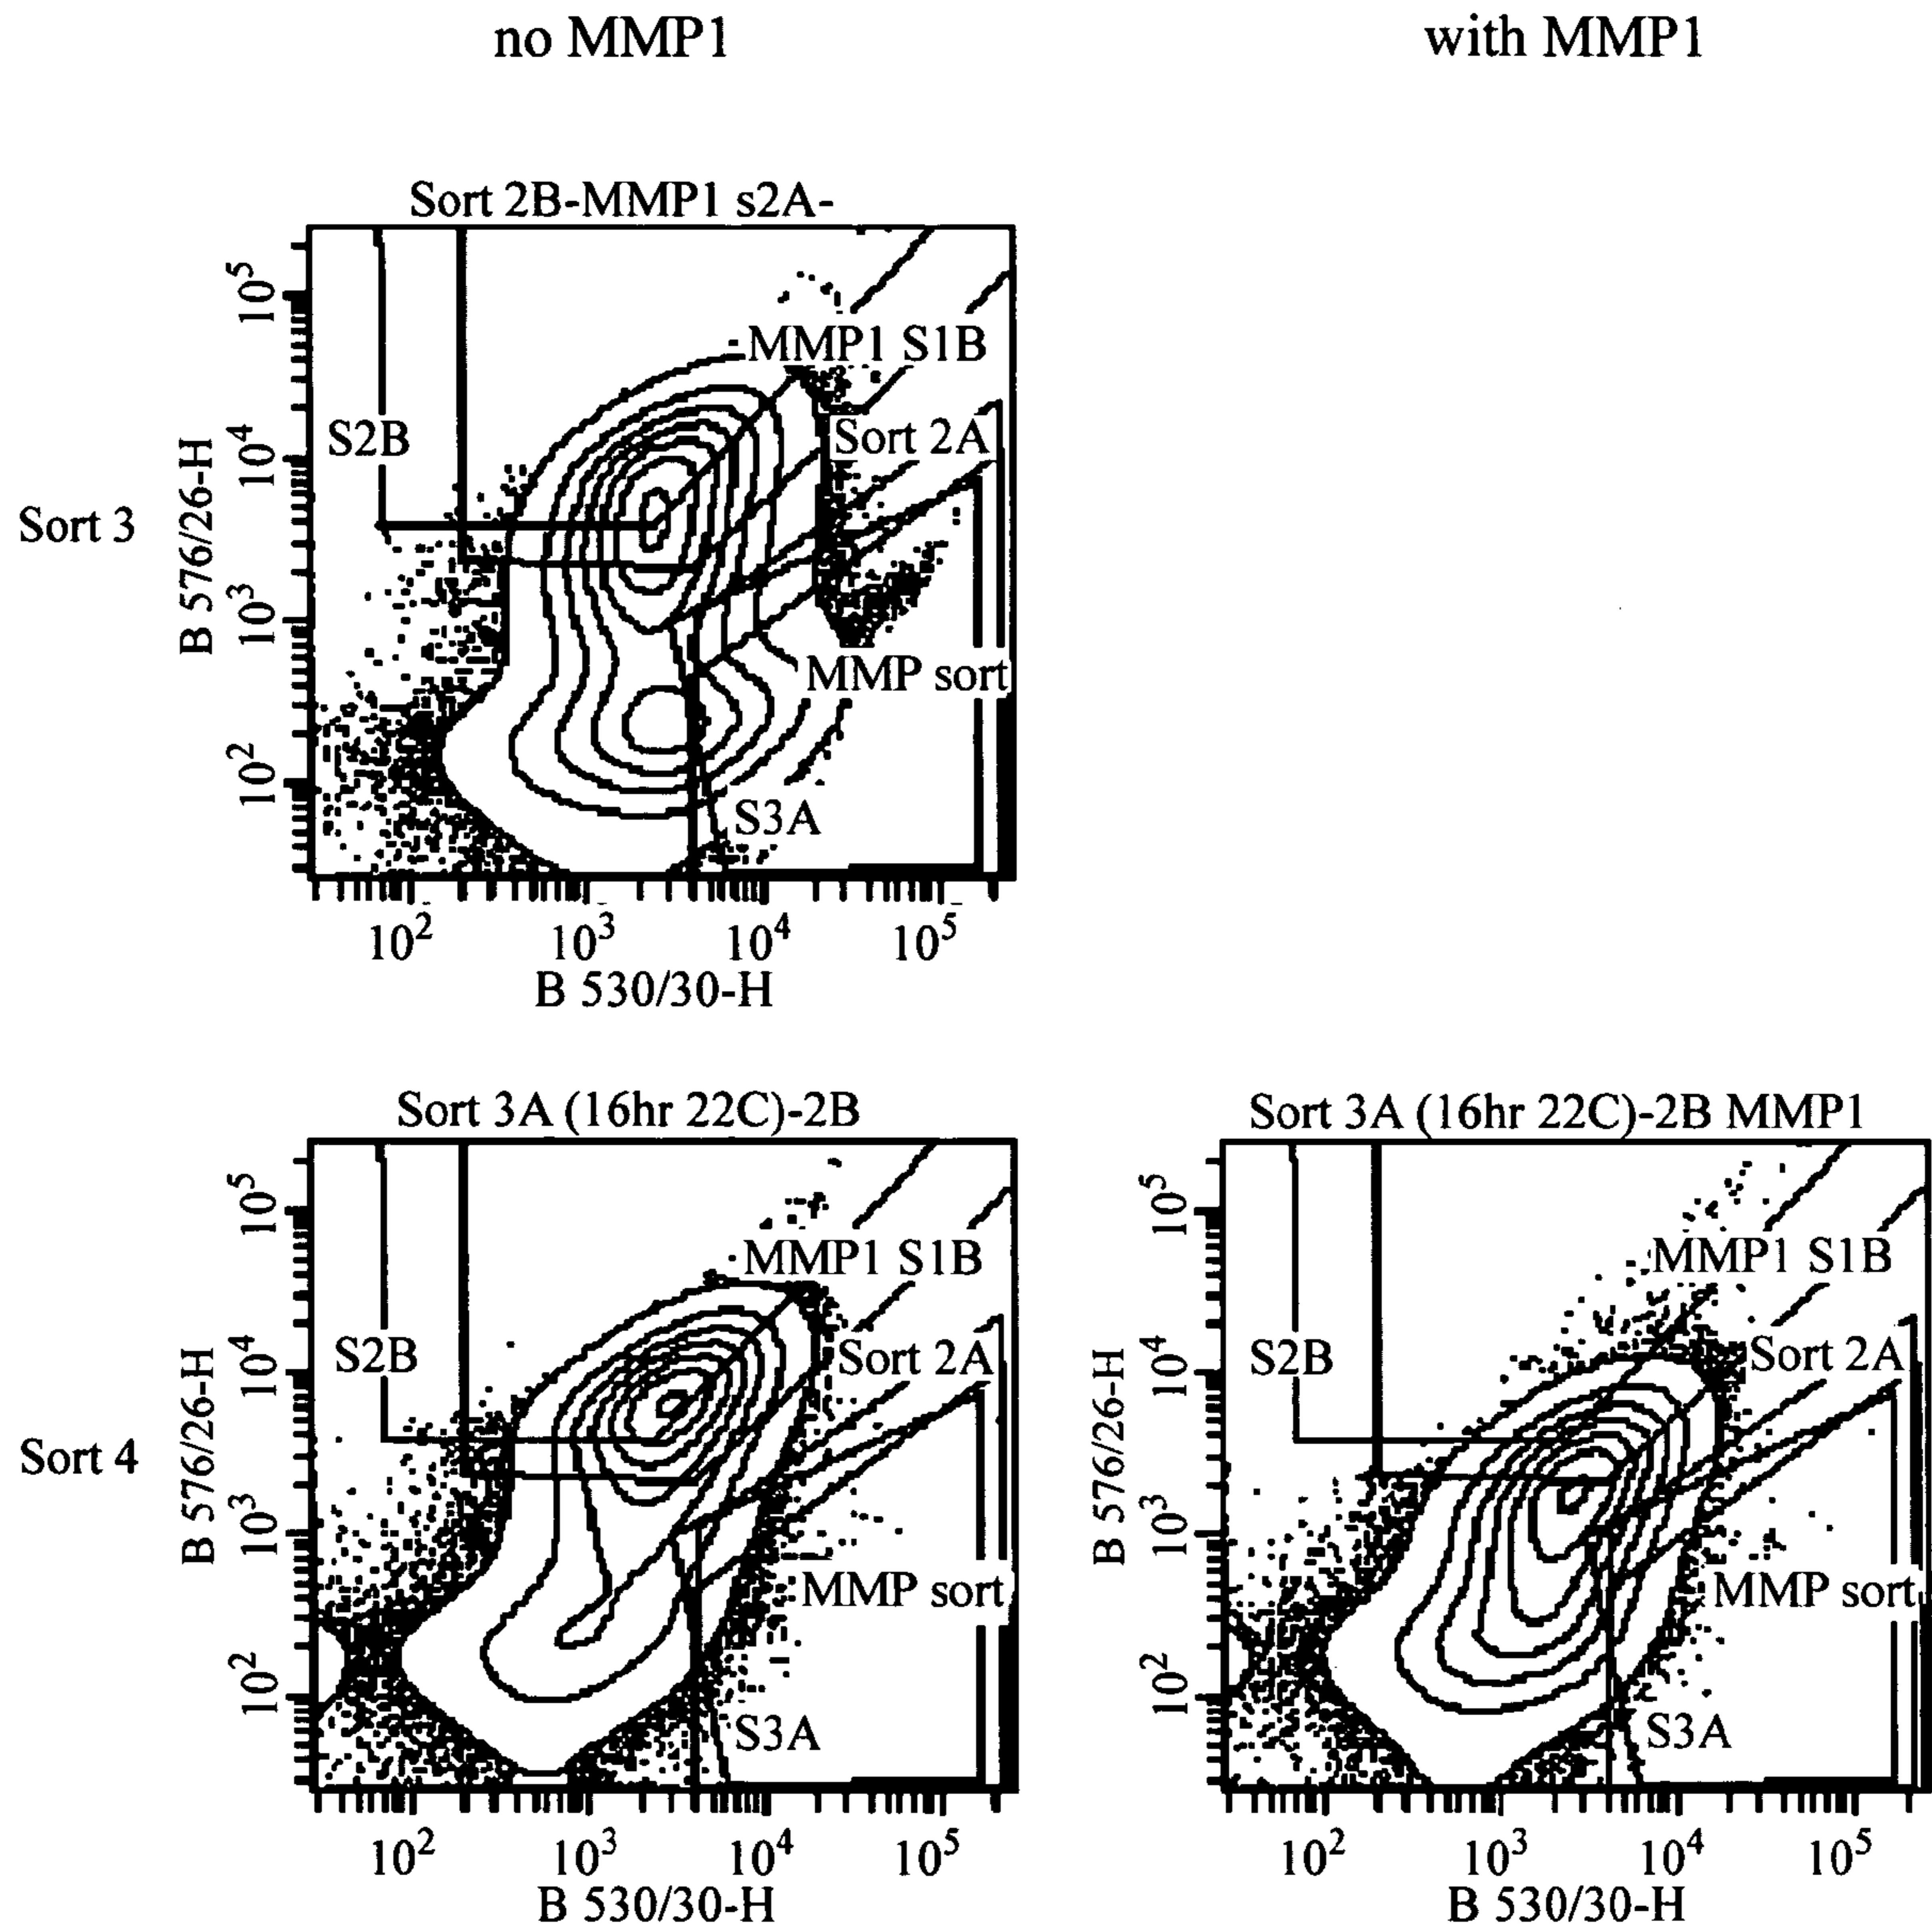 no MMP1
with MMP1
Sort 2B-MMP1 s2A-
10^5
MMP1 S1B
S2B
10^4
Sort 2A
Sort 3
B 576/26-H
10^3
MMP sort
10^2
S3A
10^2 10^3 10^4 10^5
B 530/30-H
Sort 3A (16hr 22C)-2B
10^5
MMP1 S1B
S2B
10^4
Sort 2A
Sort 4
B 576/26-H
10^3
MMP sort
10^2
S3A
10^2 10^3 10^4 10^5
B 530/30-H
Sort 3A (16hr 22C)-2B MMP1
10^5
MMP1 S1B
S2B
10^4
Sort 2A
B 576/26-H
10^3
MMP sort
10^2
S3A
10^2 10^3 10^4 10^5
B 530/30-H